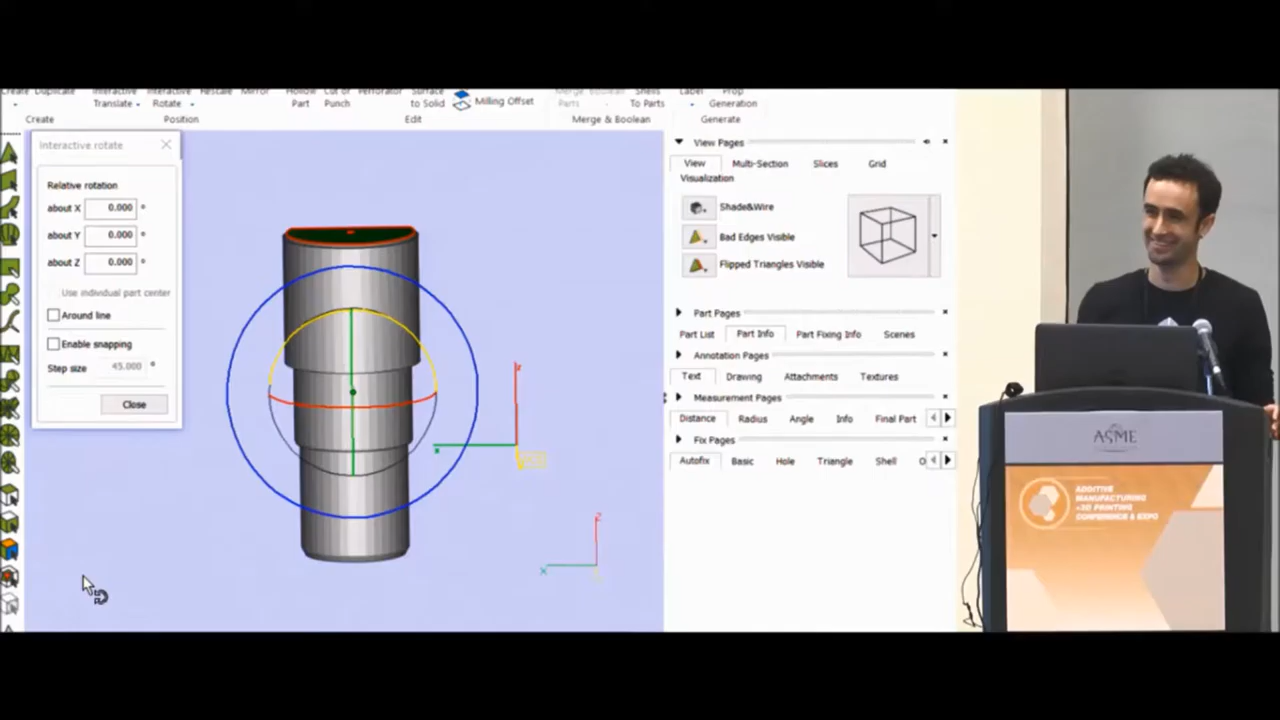 Create Duplicate Interactive Interactive Rescale Mirror Hollow Cut or Perforator Surface Merge Boolean Shells Label Prop
Translate Rotate Part Punch to Solid Milling Offset Parts To Parts Generation
Create Position Edit Merge & Boolean Generate
Interactive rotate
Relative rotation
about X 0.000 °
about Y 0.000 °
about Z 0.000 °
Use individual part center
Around line
Enable snapping
Step size 45.000 °
Close
z
x
View Pages
View Multi-Section Slices Grid
Visualization
Shade&Wire
Bad Edges Visible
Flipped Triangles Visible
Part Pages
Part List Part Info Part Fixing Info Scenes
Annotation Pages
Text Drawing Attachments Textures
Measurement Pages
Distance Radius Angle Info Final Part
Fix Pages
Autofix Basic Hole Triangle Shell
ASME
ADDITIVE
MANUFACTURING
+3D PRINTING
CONFERENCE & EXPO